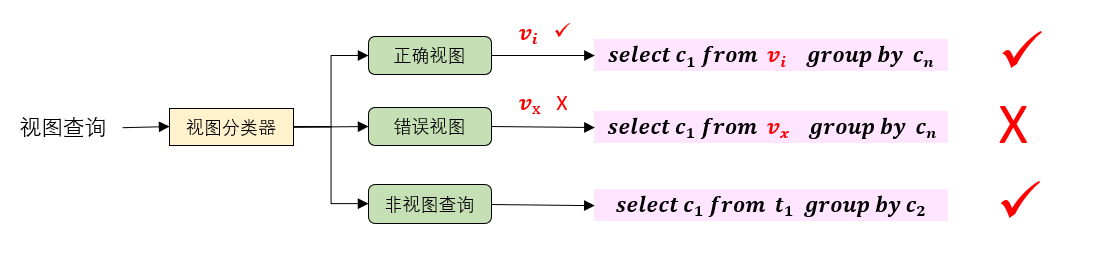 视图查询
视图分类器
正确视图
v_i ✓
select c_1 from v_i group by c_n
✓
错误视图
v_x X
select c_1 from v_x group by c_n
X
非视图查询
select c_1 from t_1 group by c_2
✓